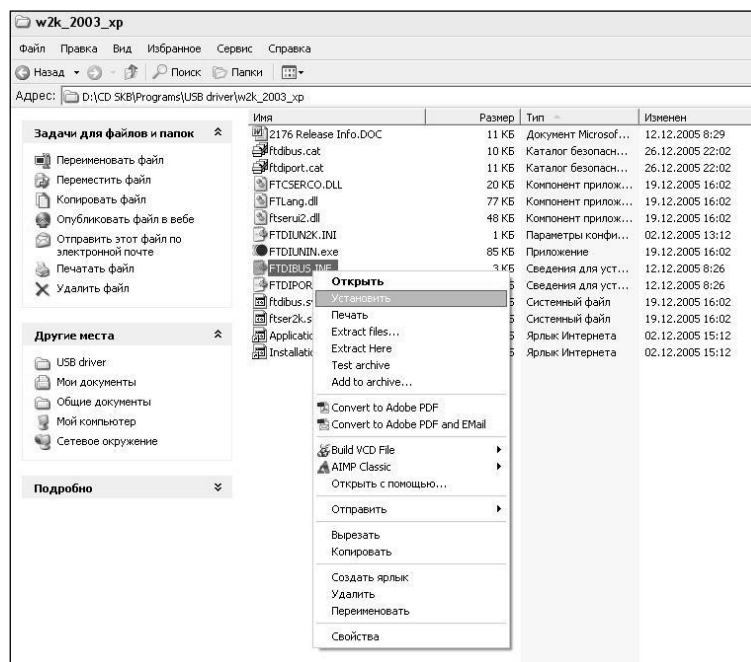 w2k_2003_xp
Файл Правка Вид Избранное Сервис Справка
Назад Поиск Папки
Адрес: D:\CD SKB\Programs\USB driver\w2k_2003_xp
Задачи для файлов и папок
Переименовать файл
Переместить файл
Копировать файл
Опубликовать файл в вебе
Отправить этот файл по
электронной почте
Печатать файл
Удалить файл
Другие места
USB driver
Мои документы
Общие документы
Мой компьютер
Сетевое окружение
Подробно
Имя Размер Тип Изменен
2176 Release Info.DOC 11 КБ Документ Microsof... 12.12.2005 8:29
ftdibus.cat 10 КБ Каталог безопасн... 26.12.2005 22:02
ftdiport.cat 11 КБ Каталог безопасн... 26.12.2005 22:02
FTCSERCO.DLL 20 КБ Компонент прилож... 19.12.2005 16:02
FTLang.dll 77 КБ Компонент прилож... 19.12.2005 16:02
ftserui2.dll 48 КБ Компонент прилож... 19.12.2005 16:02
FTDIUN2K.INI 1 КБ Параметры конфи... 02.12.2005 13:12
FTDIUNIN.exe 85 КБ Приложение 19.12.2005 16:02
FTDIBUS.INF 3 КБ Сведения для уст... 12.12.2005 8:26
FTDIPOR Сведения для уст... 12.12.2005 8:26
ftdibus.s Системный файл 19.12.2005 16:02
ftser2k.s Системный файл 19.12.2005 16:02
Applicatio Ярлык Интернета 02.12.2005 15:12
Installatio Ярлык Интернета 02.12.2005 15:12
Открыть
Установить
Печать
Extract files...
Extract Here
Test archive
Add to archive...
Convert to Adobe PDF
Convert to Adobe PDF and EMail
Build VCD File
AIMP Classic
Открыть с помощью...
Отправить
Вырезать
Копировать
Создать ярлык
Удалить
Переименовать
Свойства